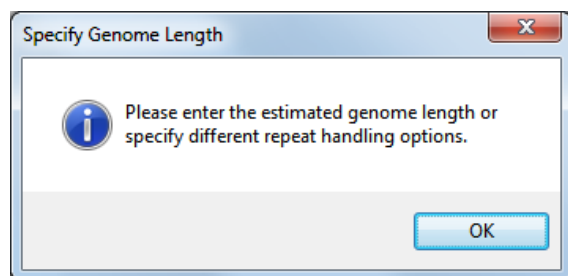 Specify Genome Length
Please enter the estimated genome length or
specify different repeat handling options.
OK